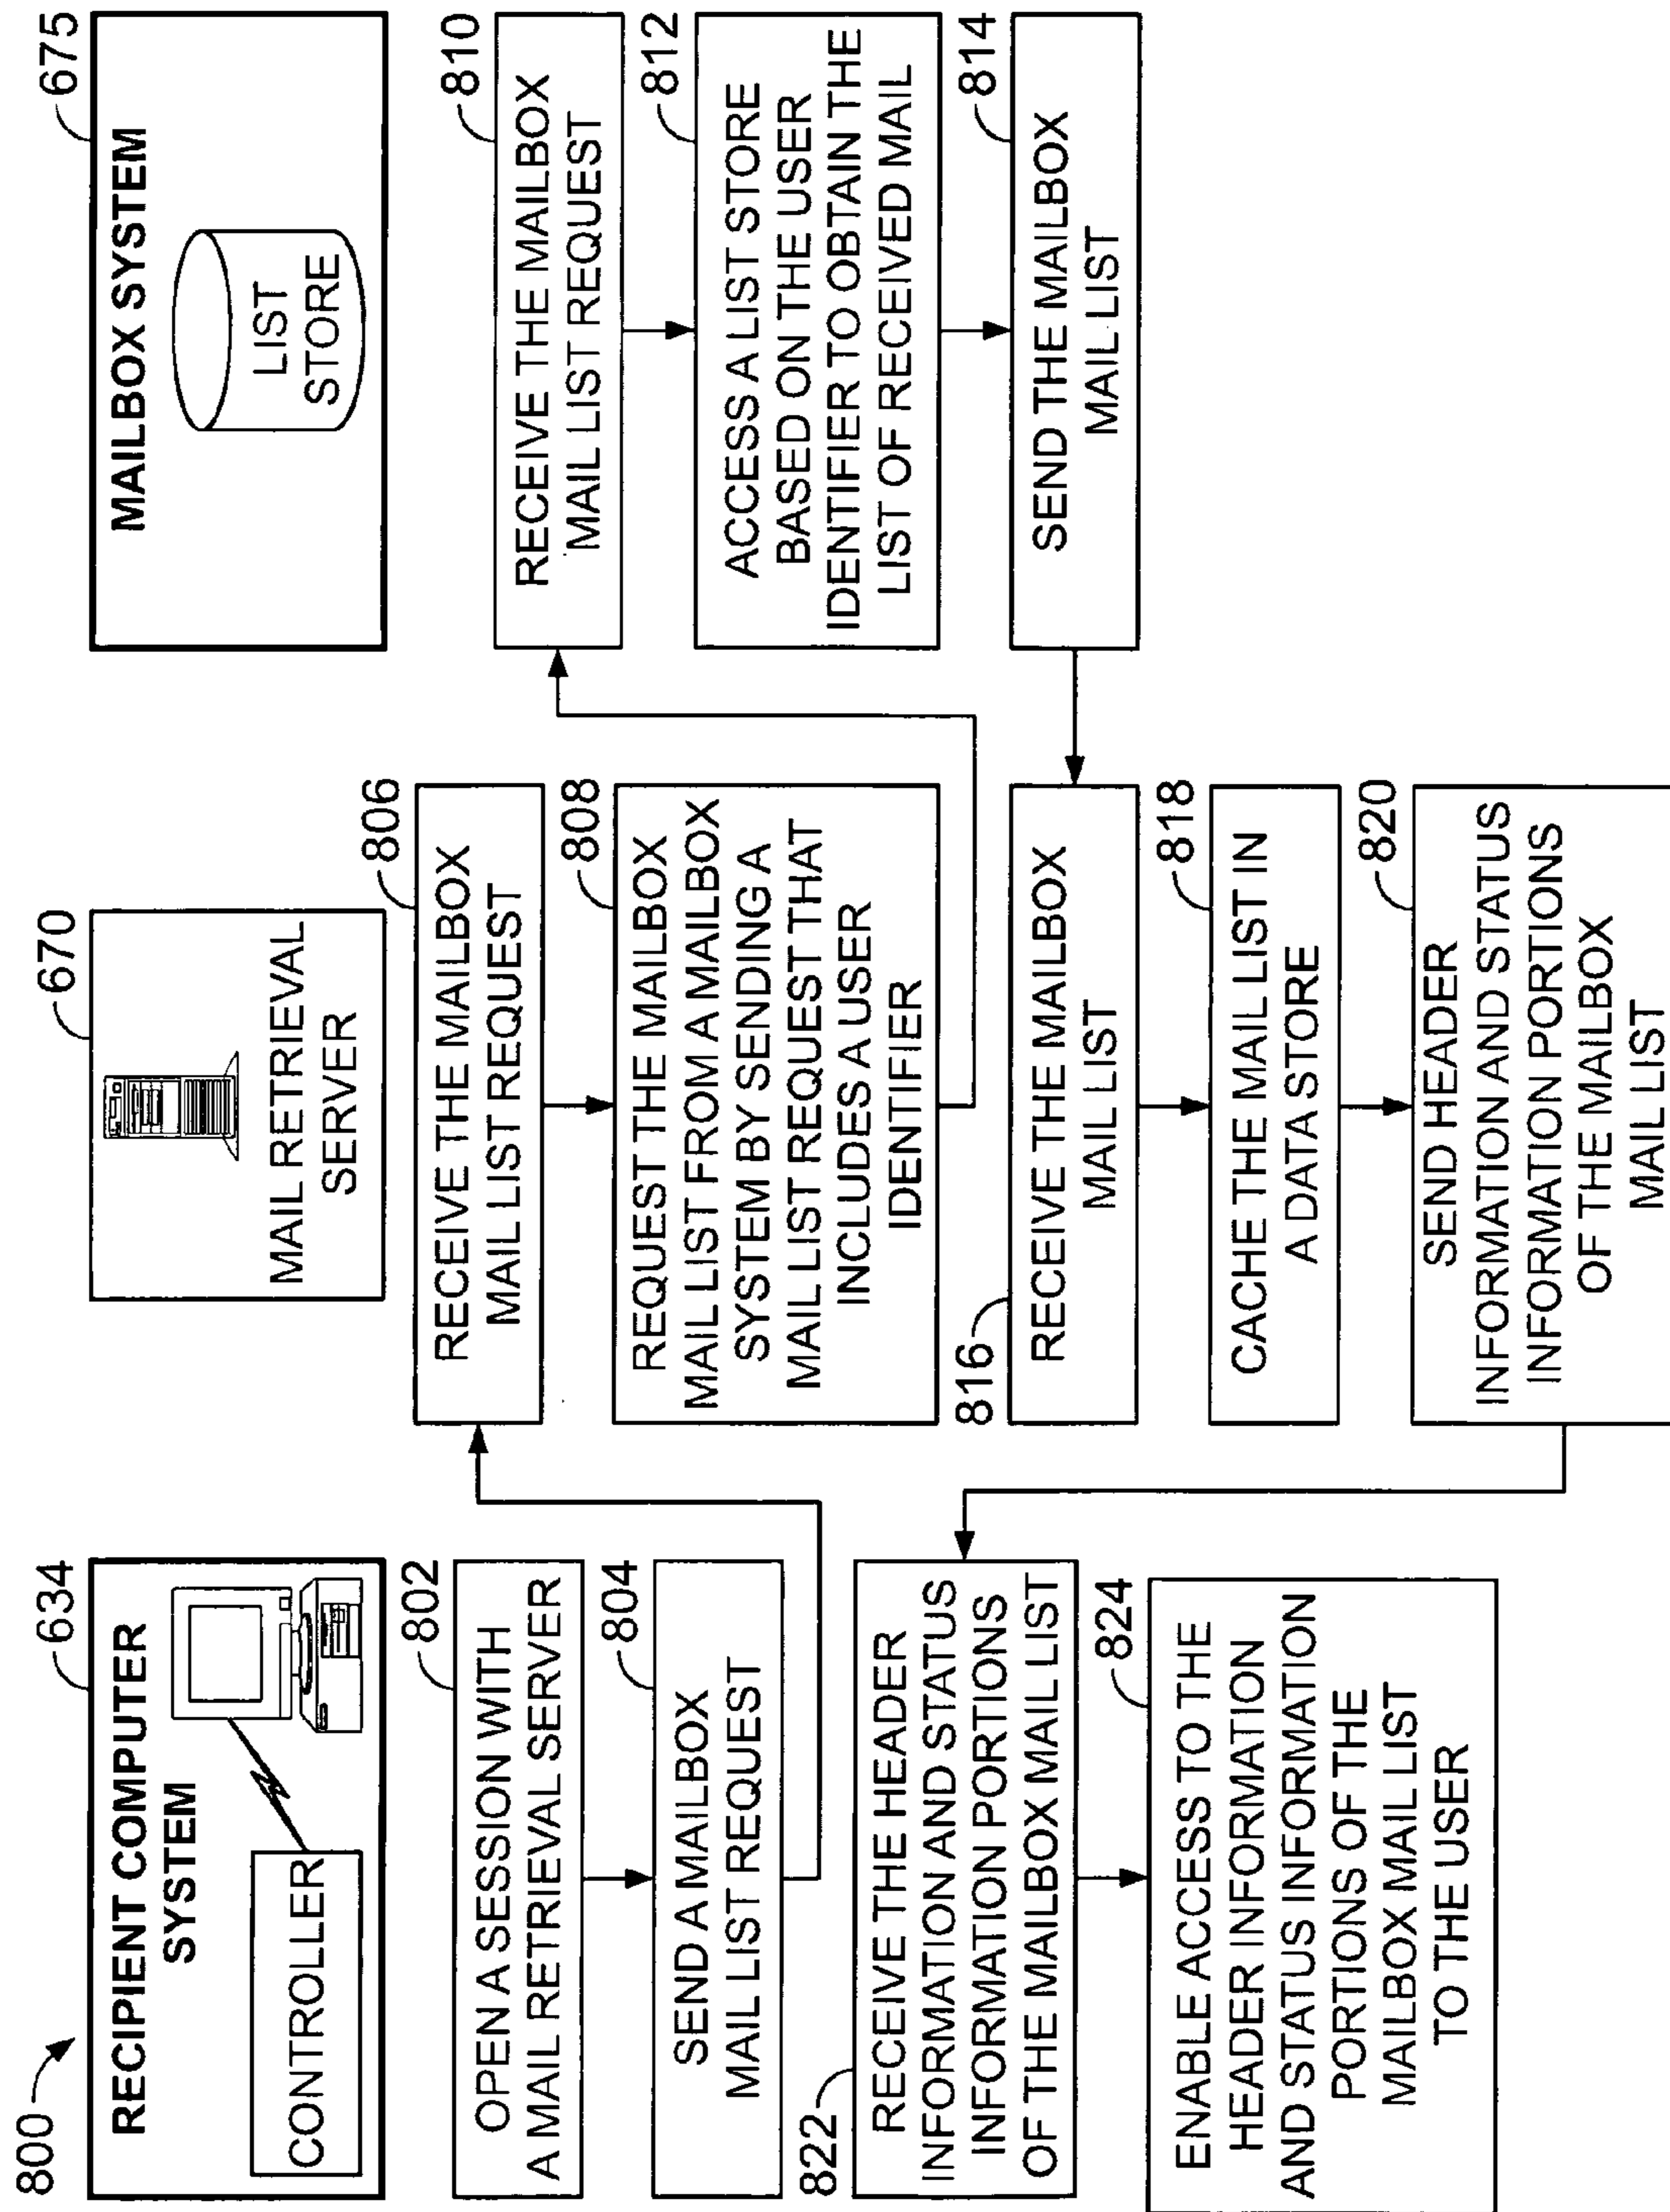 800
634
RECIPIENT COMPUTER
SYSTEM
CONTROLLER
802
OPEN A SESSION WITH
A MAIL RETRIEVAL SERVER
804
SEND A MAILBOX
MAIL LIST REQUEST
822
RECEIVE THE HEADER
INFORMATION AND STATUS
INFORMATION PORTIONS
OF THE MAILBOX MAIL LIST
824
ENABLE ACCESS TO THE
HEADER INFORMATION
AND STATUS INFORMATION
PORTIONS OF THE
MAILBOX MAIL LIST
TO THE USER
670
MAIL RETRIEVAL
SERVER
806
RECEIVE THE MAILBOX
MAIL LIST REQUEST
808
REQUEST THE MAILBOX
MAIL LIST FROM A MAILBOX
SYSTEM BY SENDING A
MAIL LIST REQUEST THAT
INCLUDES A USER
IDENTIFIER
816
RECEIVE THE MAILBOX
MAIL LIST
818
CACHE THE MAIL LIST IN
A DATA STORE
820
SEND HEADER
INFORMATION AND STATUS
INFORMATION PORTIONS
OF THE MAILBOX
MAIL LIST
675
MAILBOX SYSTEM
LIST
STORE
810
RECEIVE THE MAILBOX
MAIL LIST REQUEST
812
ACCESS A LIST STORE
BASED ON THE USER
IDENTIFIER TO OBTAIN THE
LIST OF RECEIVED MAIL
814
SEND THE MAILBOX
MAIL LIST